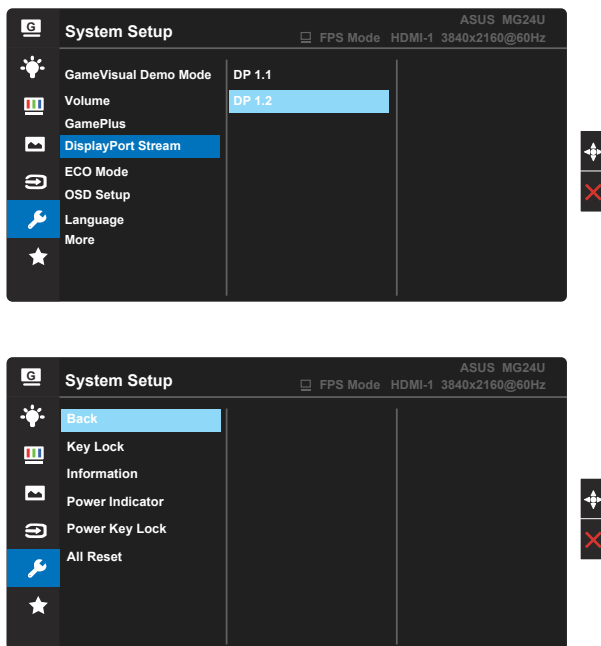 G
System Setup
ASUS MG24U
FPS Mode HDMI-1 3840x2160@60Hz
GameVisual Demo Mode
DP 1.1
Volume
DP 1.2
GamePlus
DisplayPort Stream
ECO Mode
OSD Setup
Language
More
G
System Setup
ASUS MG24U
FPS Mode HDMI-1 3840x2160@60Hz
Back
Key Lock
Information
Power Indicator
Power Key Lock
All Reset